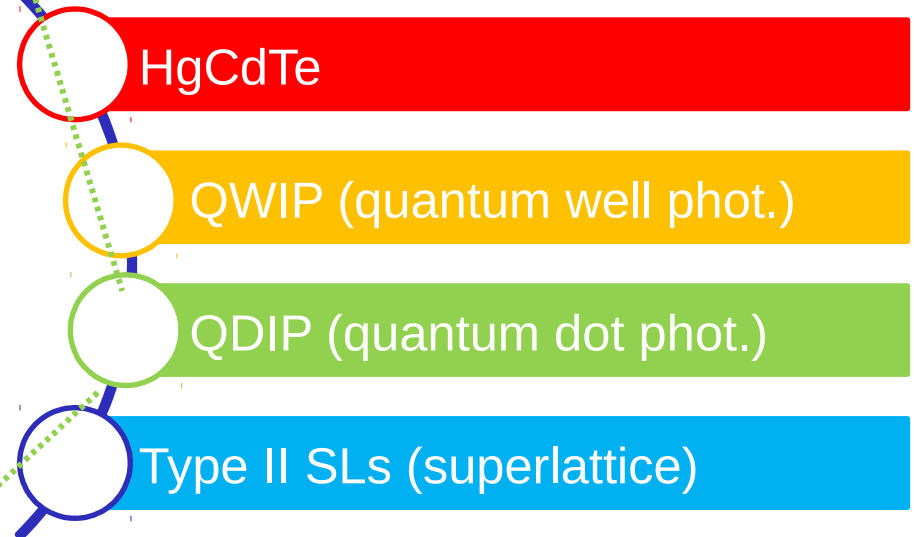 HgCdTe
QWIP (quantum well phot.)
QDIP (quantum dot phot.)
Type II SLs (superlattice)